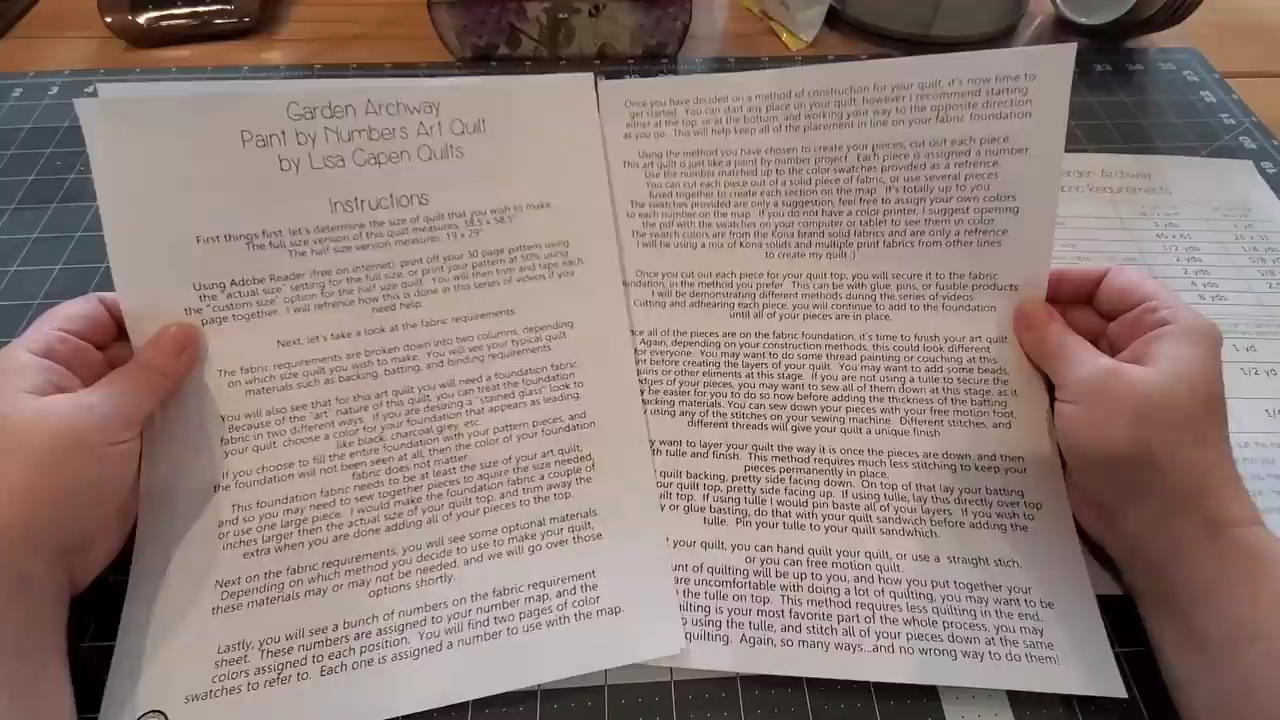 Garden Archway
Paint by Numbers Art Quilt
by Lisa Capen Quilts
Instructions
First things first, let's determine the size of quilt that you wish to make.
The full size version of this quilt measures: 38.5 x 58.5"
The half size version measures: 19 x 29"
Using Adobe Reader (free on internet), print off your 30 page pattern using
the "actual size" setting for the full size, or print your pattern at 50% using
the "custom size" option for the half size quilt. You will then trim and tape each
page together. I will refrence how this is done in this series of videos if you
need help.
Next, let's take a look at the fabric requirements.
The fabric requirements are broken down into two columns, depending
on which size quilt you wish to make. You will see your typical quilt
materials such as backing, batting, and binding requirements.
You will also see that for this art quilt you will need a foundation fabric.
Because of the "art" nature of this quilt, you can treat the foundation
fabric in two different ways. If you are desiring a "stained glass" look to
your quilt, choose a color for your foundation that appears as leading,
like black, charcoal grey, etc.
If you choose to fill the entire foundation with your pattern pieces, and
the foundation will not been seen at all, then the color of your foundation
fabric does not matter.
This foundation fabric needs to be at least the size of your art quilt,
and so you may need to sew together pieces to aquire the size needed,
or use one large piece. I would make the foundation fabric a couple of
inches larger then the actual size of your quilt top, and trim away the
extra when you are done adding all of your pieces to the top.
Next on the fabric requirements, you will see some optional materials.
Depending on which method you decide to use to make your quilt,
these materials may or may not be needed, and we will go over those
options shortly.
Lastly, you will see a bunch of numbers on the fabric requirement
sheet. These numbers are assigned to your number map, and the
colors assigned to each position. You will find two pages of color
swatches to refer to. Each one is assigned a number to use with the map.
Once you have decided on a method of construction for your quilt, it's now time to
get started. You can start any place on your quilt, however I recommend starting
either at the top, or at the bottom, and working your way to the opposite direction
as you go. This will help keep all of the placement in line on your fabric foundation
Using the method you have chosen to create your pieces, cut out each piece.
This art quilt is just like a paint by number project. Each piece is assigned a number.
Use the number matched up to the color swatches provided as a refrence.
You can cut each piece out of a solid piece of fabric, or use several pieces
fused together to create each section on the map. It's totally up to you
The swatches provided are only a suggestion, feel free to assign your own colors
to each number on the map. If you do not have a color printer, I suggest opening
the pdf with the swatches on your computer or tablet to see them in color.
The swatch colors are from the Kona brand solid fabrics and are only a refrence.
I will be using a mix of Kona solids and multiple print fabrics from other lines
to create my quilt :)
Once you cut out each piece for your quilt top, you will secure it to the fabric
undation, in the method you prefer. This can be with glue, pins, or fusible products
I will be demonstrating different methods during the series of videos.
Cutting and adhearing each piece, you will continue to add to the foundation
until all of your pieces are in place.
ce all of the pieces are on the fabric foundation, it's time to finish your art quilt
Again, depending on your construction methods, this could look different
for everyone. You may want to do some thread painting or couching at this
nt before creating the layers of your quilt. You may want to add some beads,
uins or other eliments at this stage. If you are not using a tulle to secure the
dges of your pieces, you may want to sew all of them down at this stage, as it
y be easier for you to do so now before adding the thickness of the batting
backing materials. You can sew down your pieces with your free motion foot,
using any of the stitches on your sewing machine. Different stitches, and
different threads will give your quilt a unique finish
y want to layer your quilt the way it is once the pieces are down, and then
th tulle and finish. This method requires much less stitching to keep your
pieces permanently in place.
quilt backing, pretty side facing down. On top of that lay your batting
our quilt top, pretty side facing up. If using tulle, lay this directly over top
uilt top. If using tulle I would pin baste all of your layers. If you wish to
y or glue basting, do that with your quilt sandwich before adding the
tulle. Pin your tulle to your quilt sandwich.
your quilt, you can hand quilt your quilt, or use a straight stich,
or you can free motion quilt.
unt of quilting will be up to you, and how you put together your
are uncomfortable with doing a lot of quilting, you may want to be
the tulle on top. This method requires less quilting in the end.
uilting is your most favorite part of the whole process, you may
using the tulle, and stitch all of your pieces down at the same
quilting. Again, so many ways...and no wrong way to do them!
arden Archway
Requirements
3 yds
1/2 yds
2 yds
4 yds
8 yds
1 yd
1/2 yd